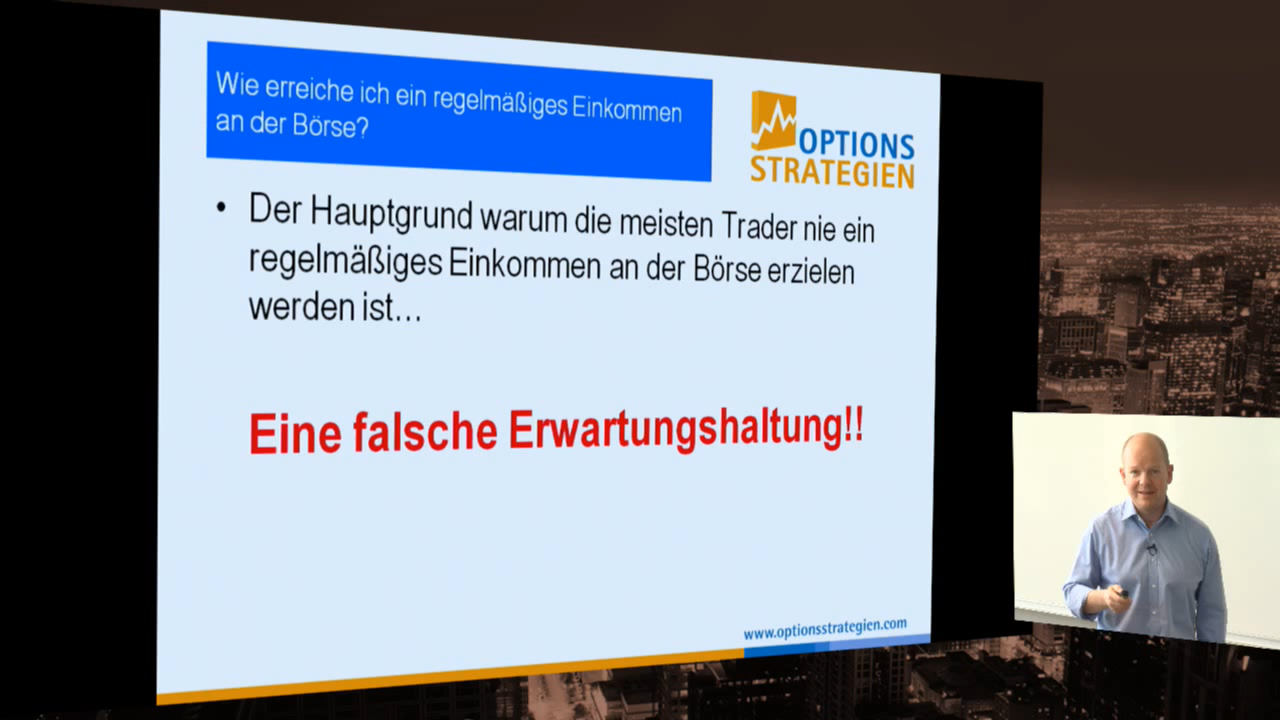 Wie erreiche ich ein regelmäßiges Einkommen
an der Börse?
OPTIONS
STRATEGIEN
• Der Hauptgrund warum die meisten Trader nie ein
regelmäßiges Einkommen an der Börse erzielen
werden ist…
Eine falsche Erwartungshaltung!!
www.optionsstrategien.com